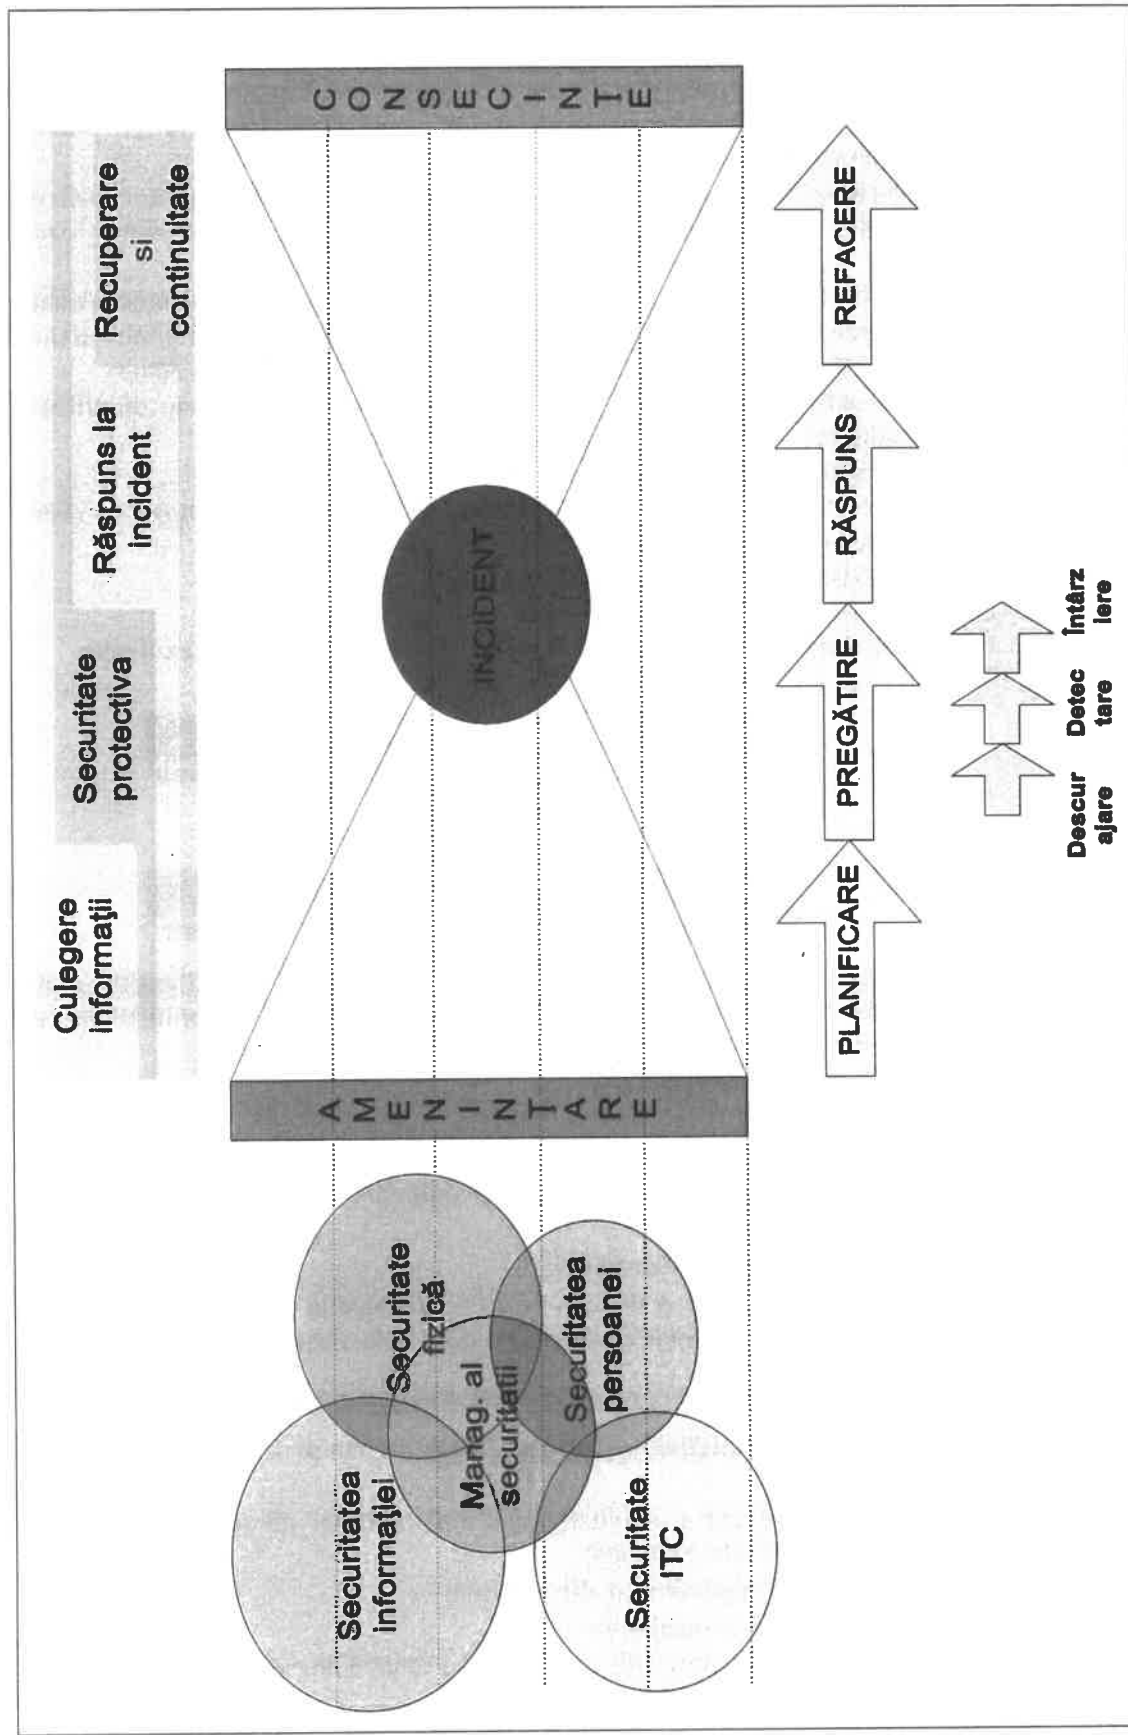 Culegere
informaţii
Securitate
protectiva
Răspuns la
incident
Recuperare
si
continuitate
Securitatea
informaţiei
Securitate
fizică
Manag. al
securitatii
Securitatea
persoanei
Securitate
ITC
AMENINŢARE
INCIDENT
CONSECINŢE
PLANIFICARE
PREGĂTIRE
RĂSPUNS
REFACERE
Descur
ajare
Detec
tare
Întârz
iere